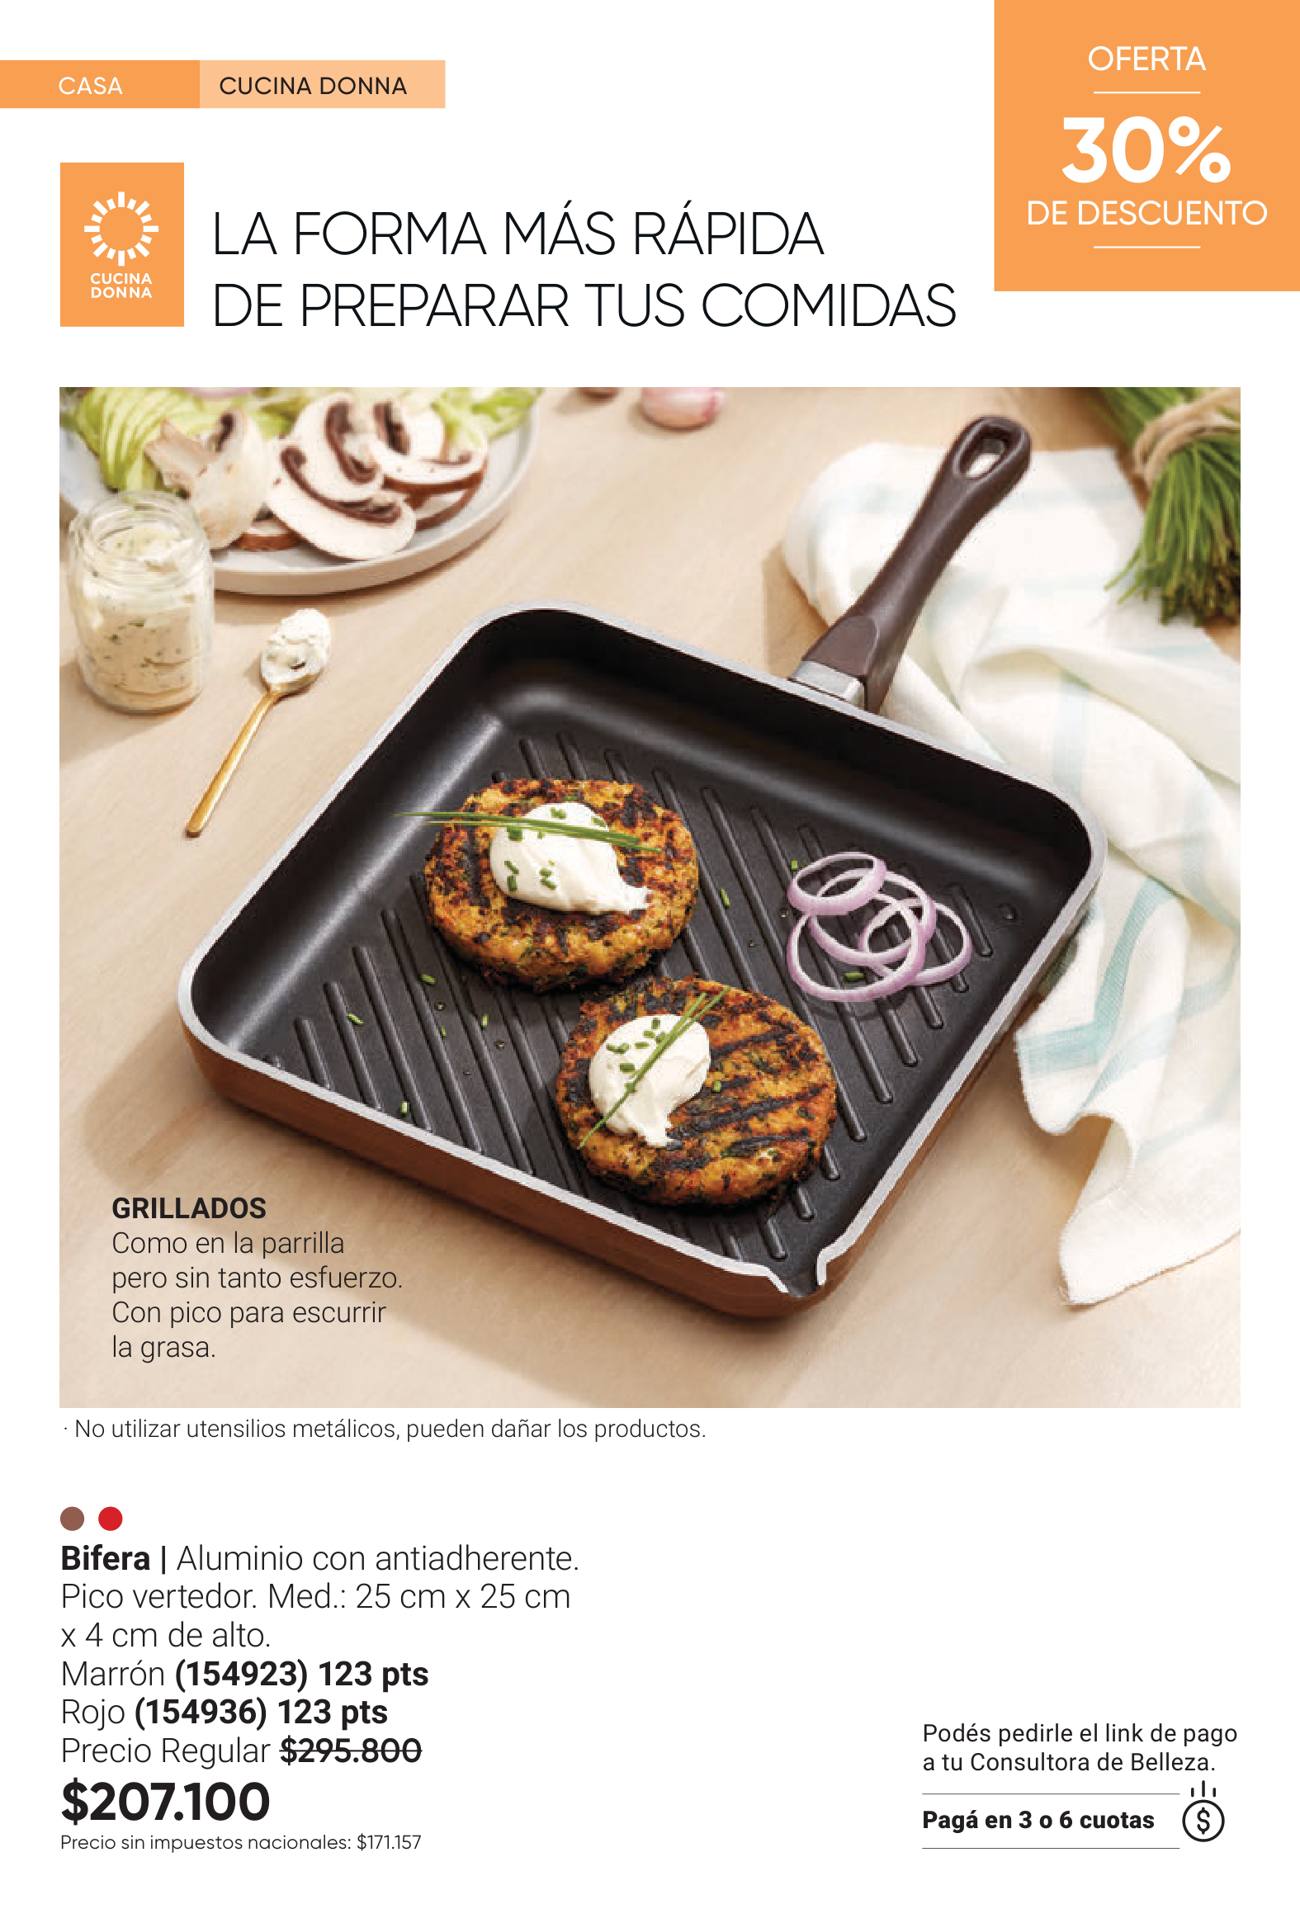 CASA
CUCINA DONNA
OFERTA
30%
DE DESCUENTO
CUCINA
DONNA
LA FORMA MÁS RÁPIDA
DE PREPARAR TUS COMIDAS
GRILLADOS
Como en la parrilla
pero sin tanto esfuerzo.
Con pico para escurrir
la grasa.
· No utilizar utensilios metálicos, pueden dañar los productos.
Bifera | Aluminio con antiadherente.
Pico vertedor. Med.: 25 cm x 25 cm
x 4 cm de alto.
Marrón (154923) 123 pts
Rojo (154936) 123 pts
Precio Regular $295.800
$207.100
Precio sin impuestos nacionales: $171.157
Podés pedirle el link de pago
a tu Consultora de Belleza.
Pagá en 3 o 6 cuotas
$